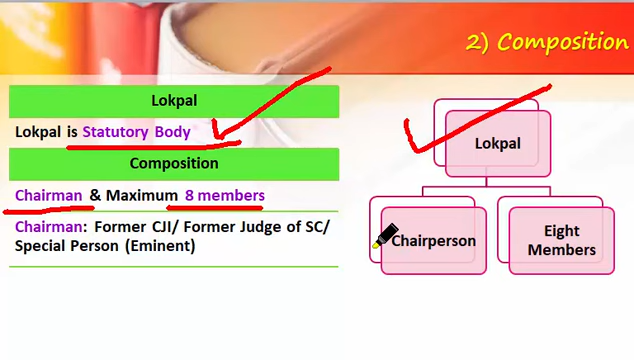 2) Composition
Lokpal
Lokpal is Statutory Body
Composition
Chairman & Maximum 8 members
Chairman: Former CJI/ Former Judge of SC/
Special Person (Eminent)
Lokpal
Chairperson
Eight
Members